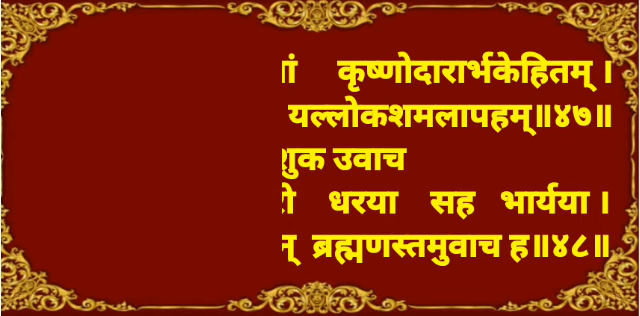 कृष्णोदारार्भकेहितम् ।
यल्लोकशमलापहम्॥४७॥
उवाच
धरया सह भार्यया ।
ब्रह्मणस्तमुवाच ह॥४८॥